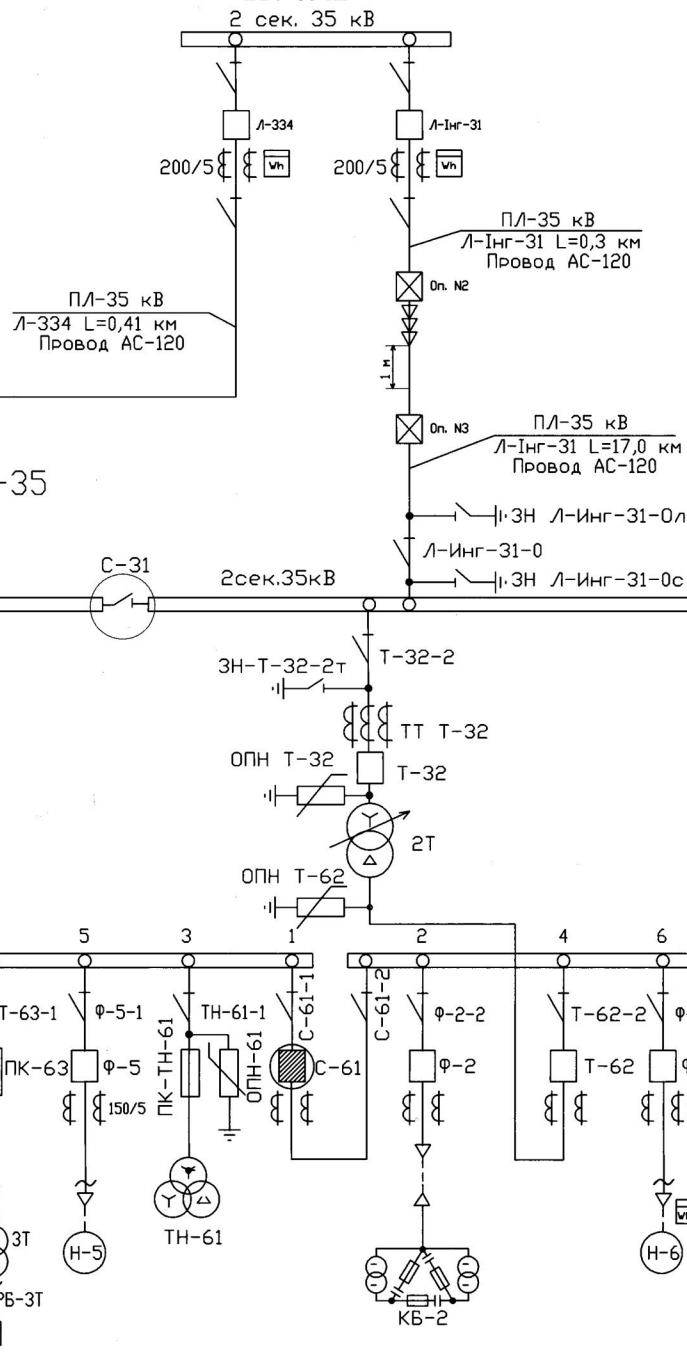 2 сек. 35 кВ
Л-334
Л-Інг-31
200/5
Wh
200/5
Wh
ПЛ-35 кВ
Л-Інг-31 L=0,3 км
Провод АС-120
Оп. N2
ПЛ-35 кВ
Л-334 L=0,41 км
Провод АС-120
1 м
Оп. N3
ПЛ-35 кВ
Л-Інг-31 L=17,0 км
Провод АС-120
-35
ЗН Л-Инг-31-Ол
С-31
Л-Инг-31-О
2сек.35кВ
ЗН Л-Инг-31-Ос
Т-32-2
ЗН-Т-32-2т
ТТ Т-32
ОПН Т-32
Т-32
2Т
ОПН Т-62
5
3
1
2
4
6
Т-63-1
Ф-5-1
ТН-61-1
С-61-1
С-61-2
Ф-2-2
Т-62-2
ПК-63
Ф-5
ПК-ТН-61
ОПН-61
С-61
Ф-2
Т-62
150/5
3Т
Н-5
ТН-61
Н-6
РБ-3Т
КБ-2